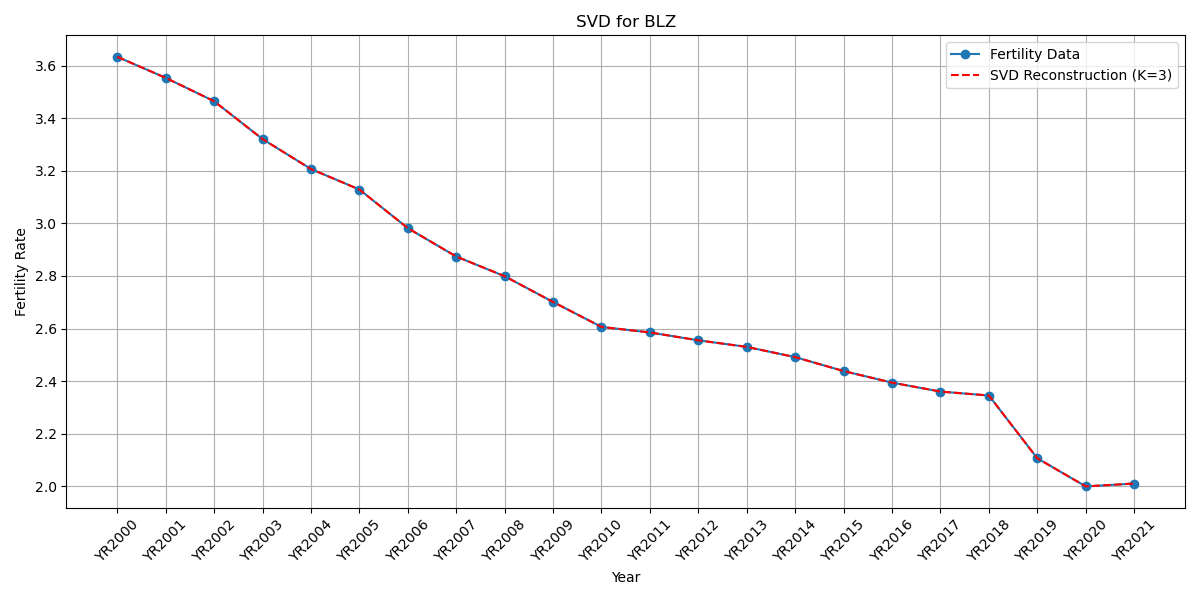 SVD for BLZ
Fertility Data
SVD Reconstruction (K=3)
Fertility Rate
3.6
3.4
3.2
3.0
2.8
2.6
2.4
2.2
2.0
YR2000
YR2001
YR2002
YR2003
YR2004
YR2005
YR2006
YR2007
YR2008
YR2009
YR2010
YR2011
YR2012
YR2013
YR2014
YR2015
YR2016
YR2017
YR2018
YR2019
YR2020
YR2021
Year